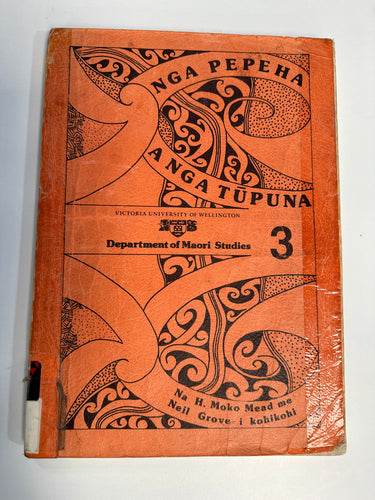 NGA PEPEHA
A NGA TŪPUNA
VICTORIA UNIVERSITY OF WELLINGTON
Department of Maori Studies
3
Na H. Moko Mead me
Neil Grove i kohikohi